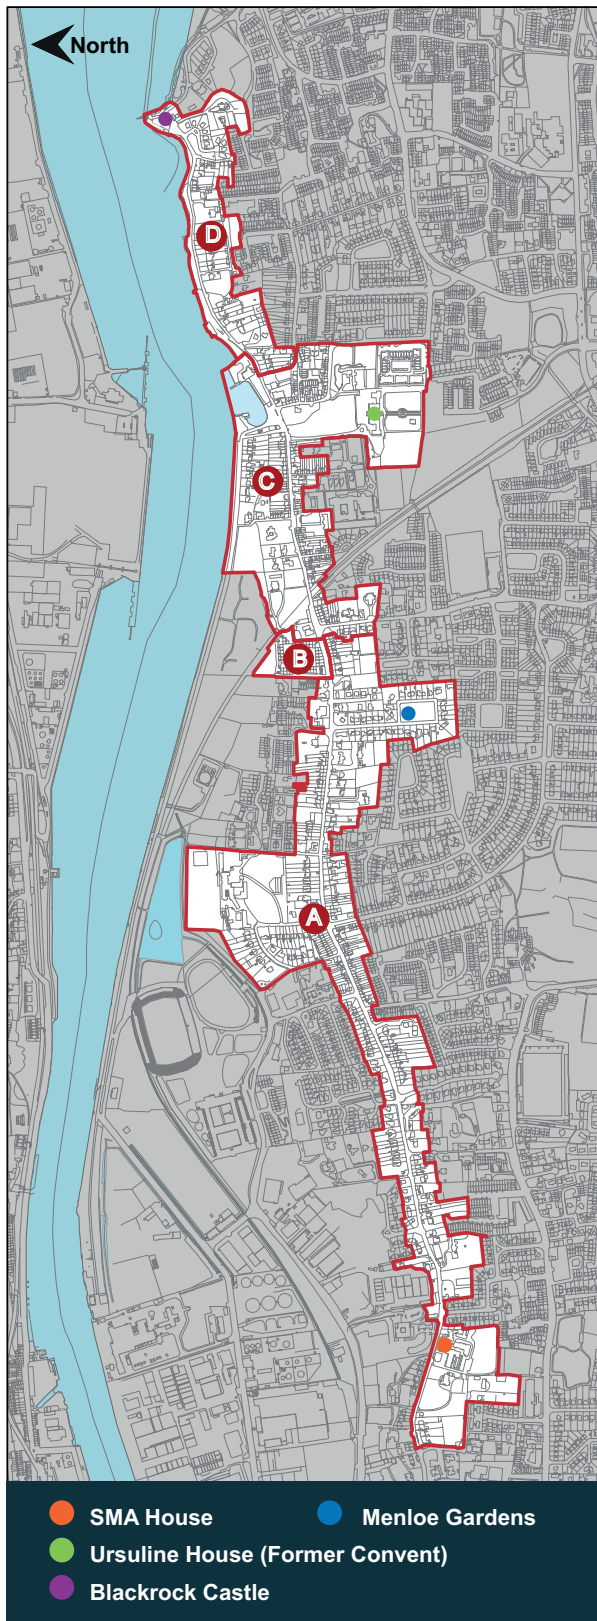 North
D
C
B
A
SMA House
Menloe Gardens
Ursuline House (Former Convent)
Blackrock Castle